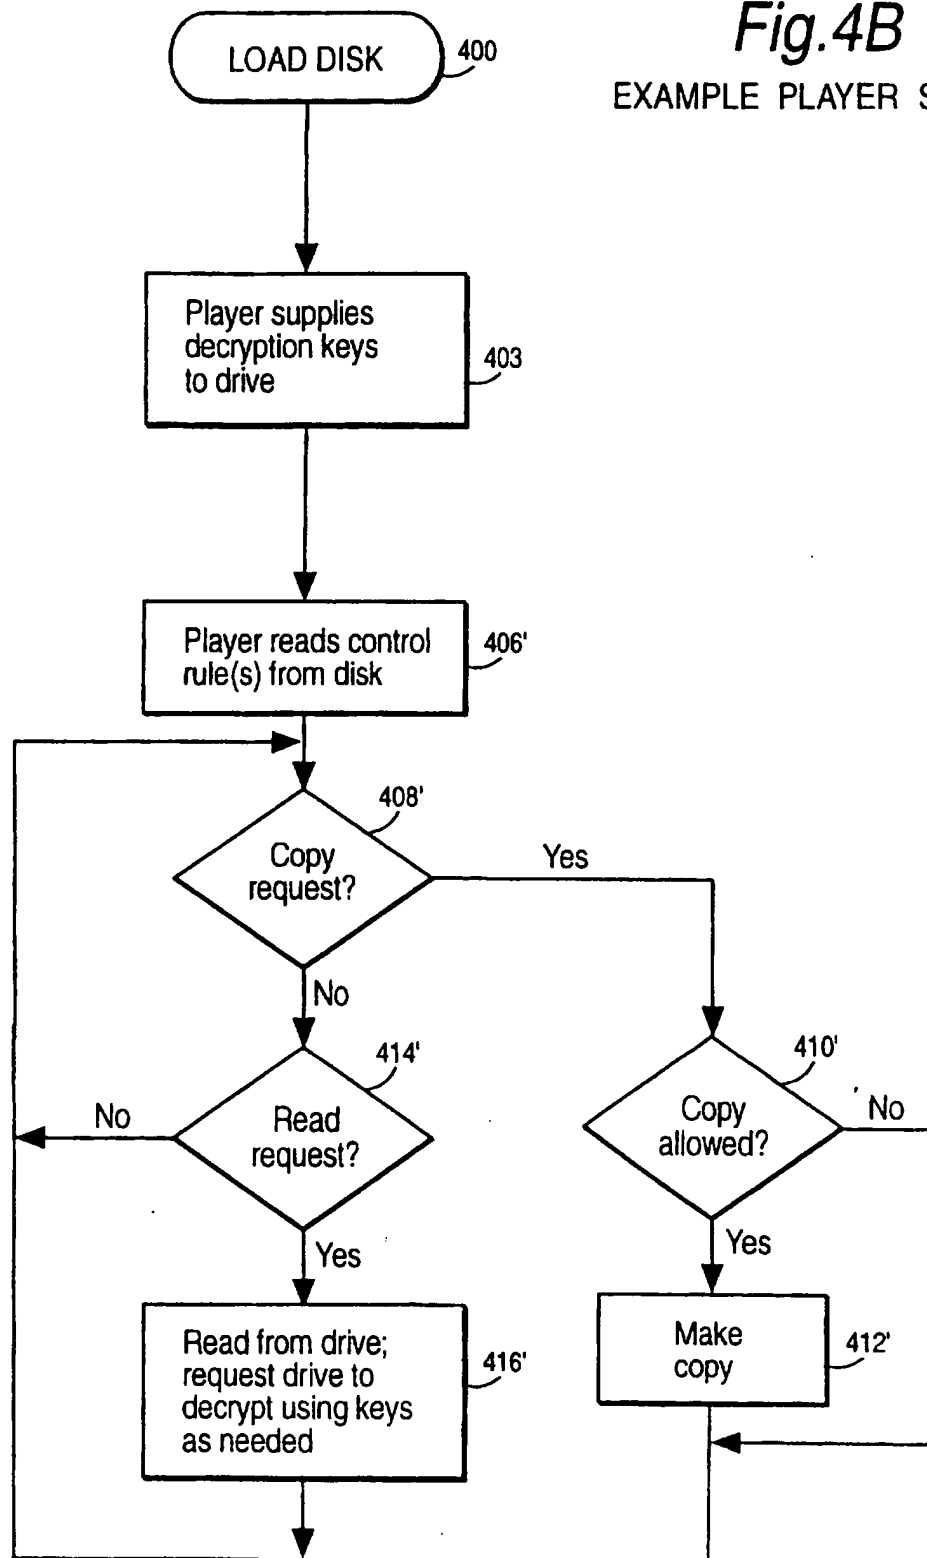 Fig.4B
EXAMPLE PLAYER
LOAD DISK
400
Player supplies
decryption keys
to drive
403
Player reads control
rule(s) from disk
406'
408'
Copy
request?
Yes
No
414'
Read
request?
No
Yes
410'
Copy
allowed?
No
Yes
Read from drive;
request drive to
decrypt using keys
as needed
416'
Make
copy
412'